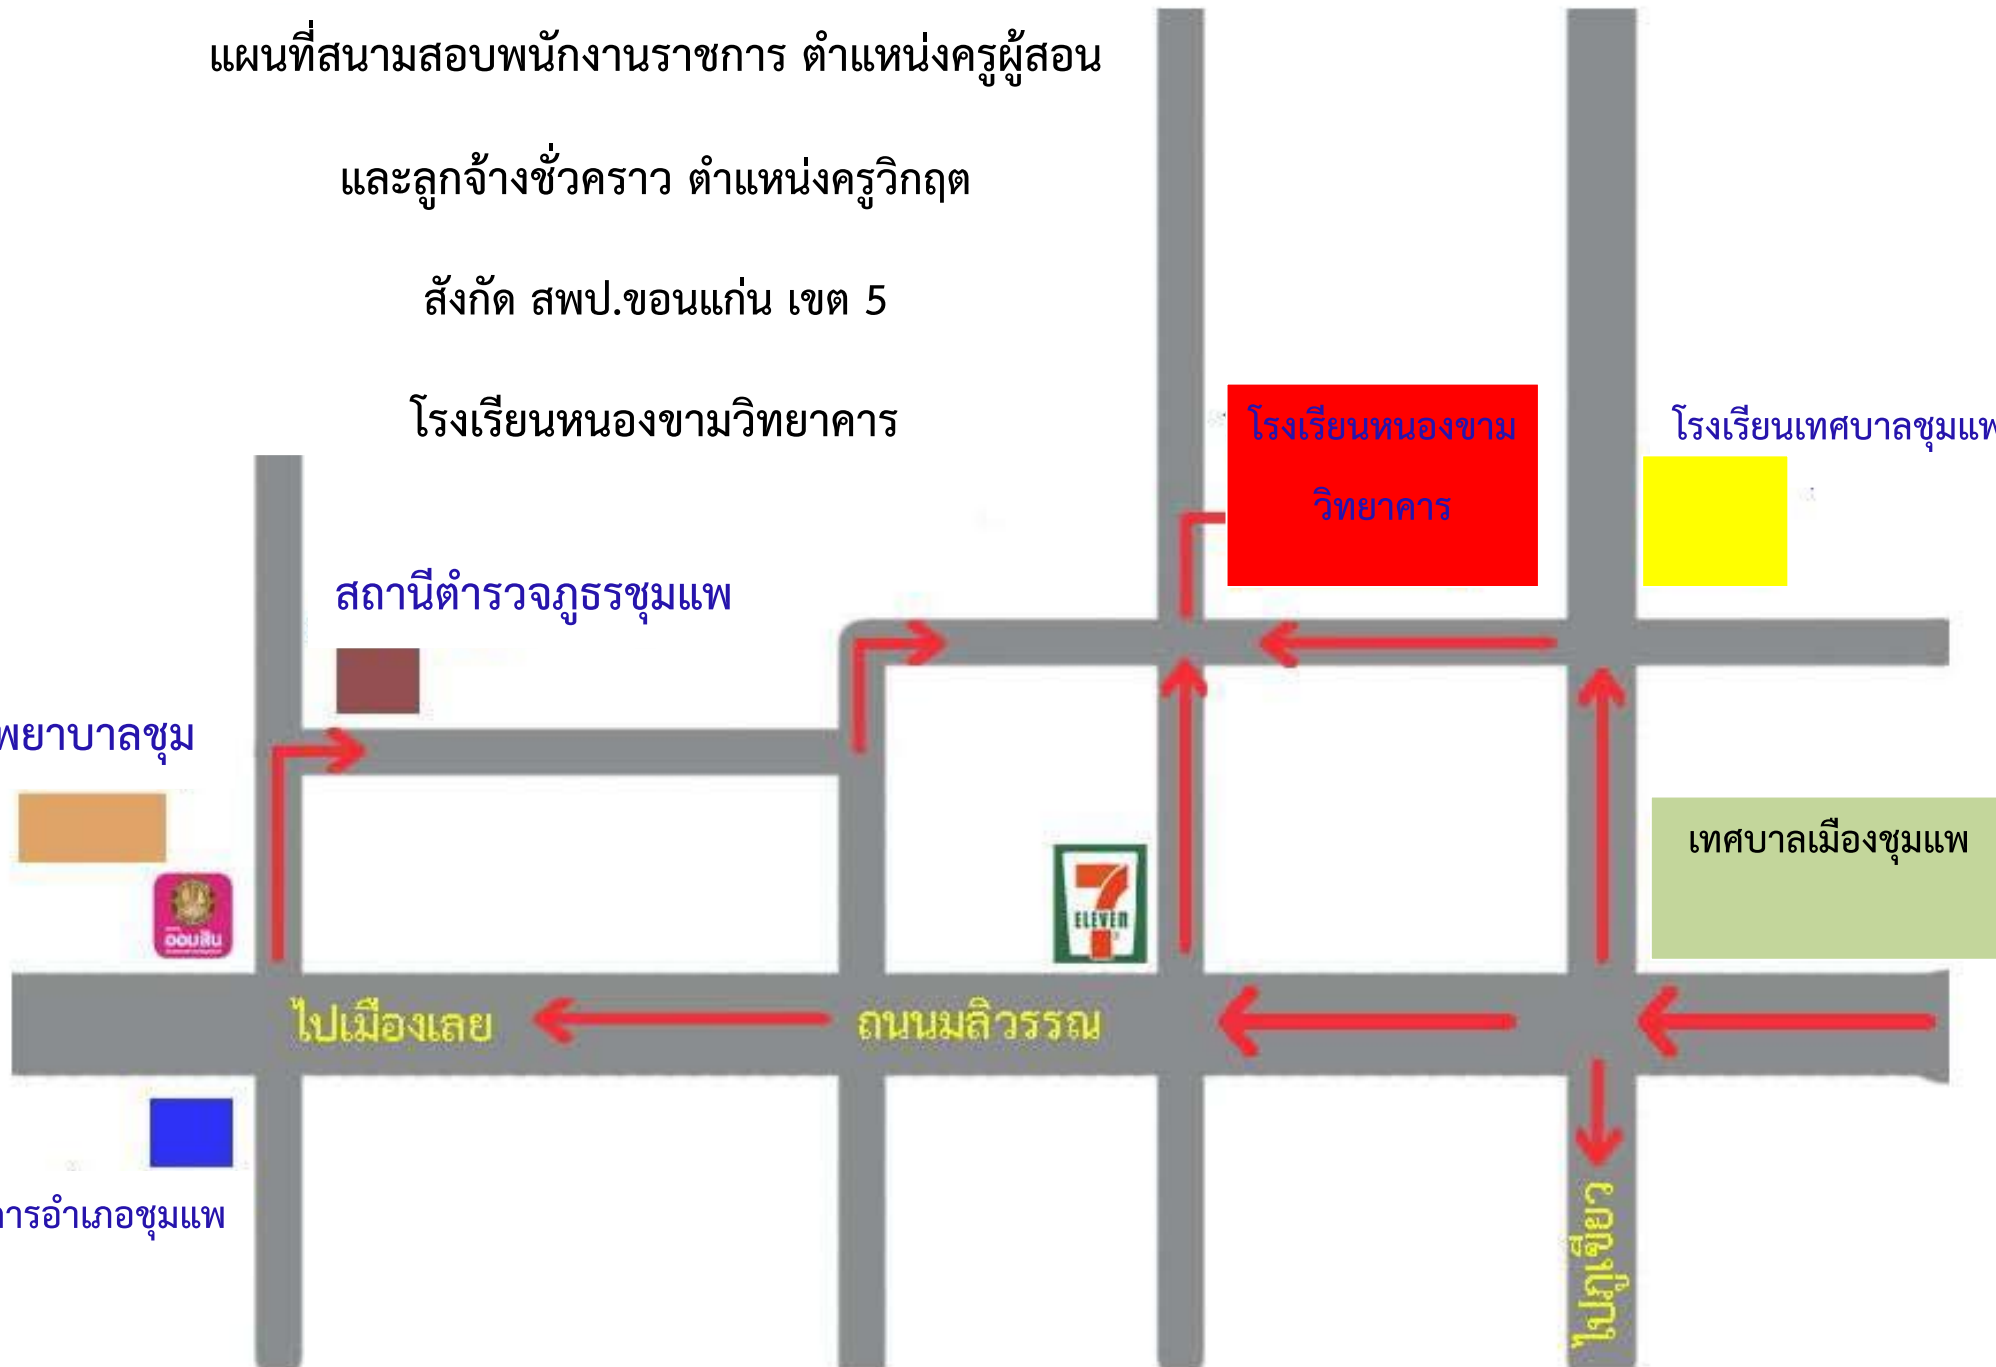 แผนที่สนามสอบพนักงานราชการ ตำแหน่งครูผู้สอน
และลูกจ้างชั่วคราว ตำแหน่งครูวิกฤต
สังกัด สพป.ขอนแก่น เขต 5
โรงเรียนหนองขามวิทยาคาร
โรงเรียนหนองขาม
วิทยาคาร
โรงเรียนเทศบาลชุมแพ
สถานีตำรวจภูธรชุมแพ
พยาบาลชุม
เทศบาลเมืองชุมแพ
ออมสิน
7
ELEVEN
ไปเมืองเลย
ถนนมลิวรรณ
การอำเภอชุมแพ
ไปภูเขียว